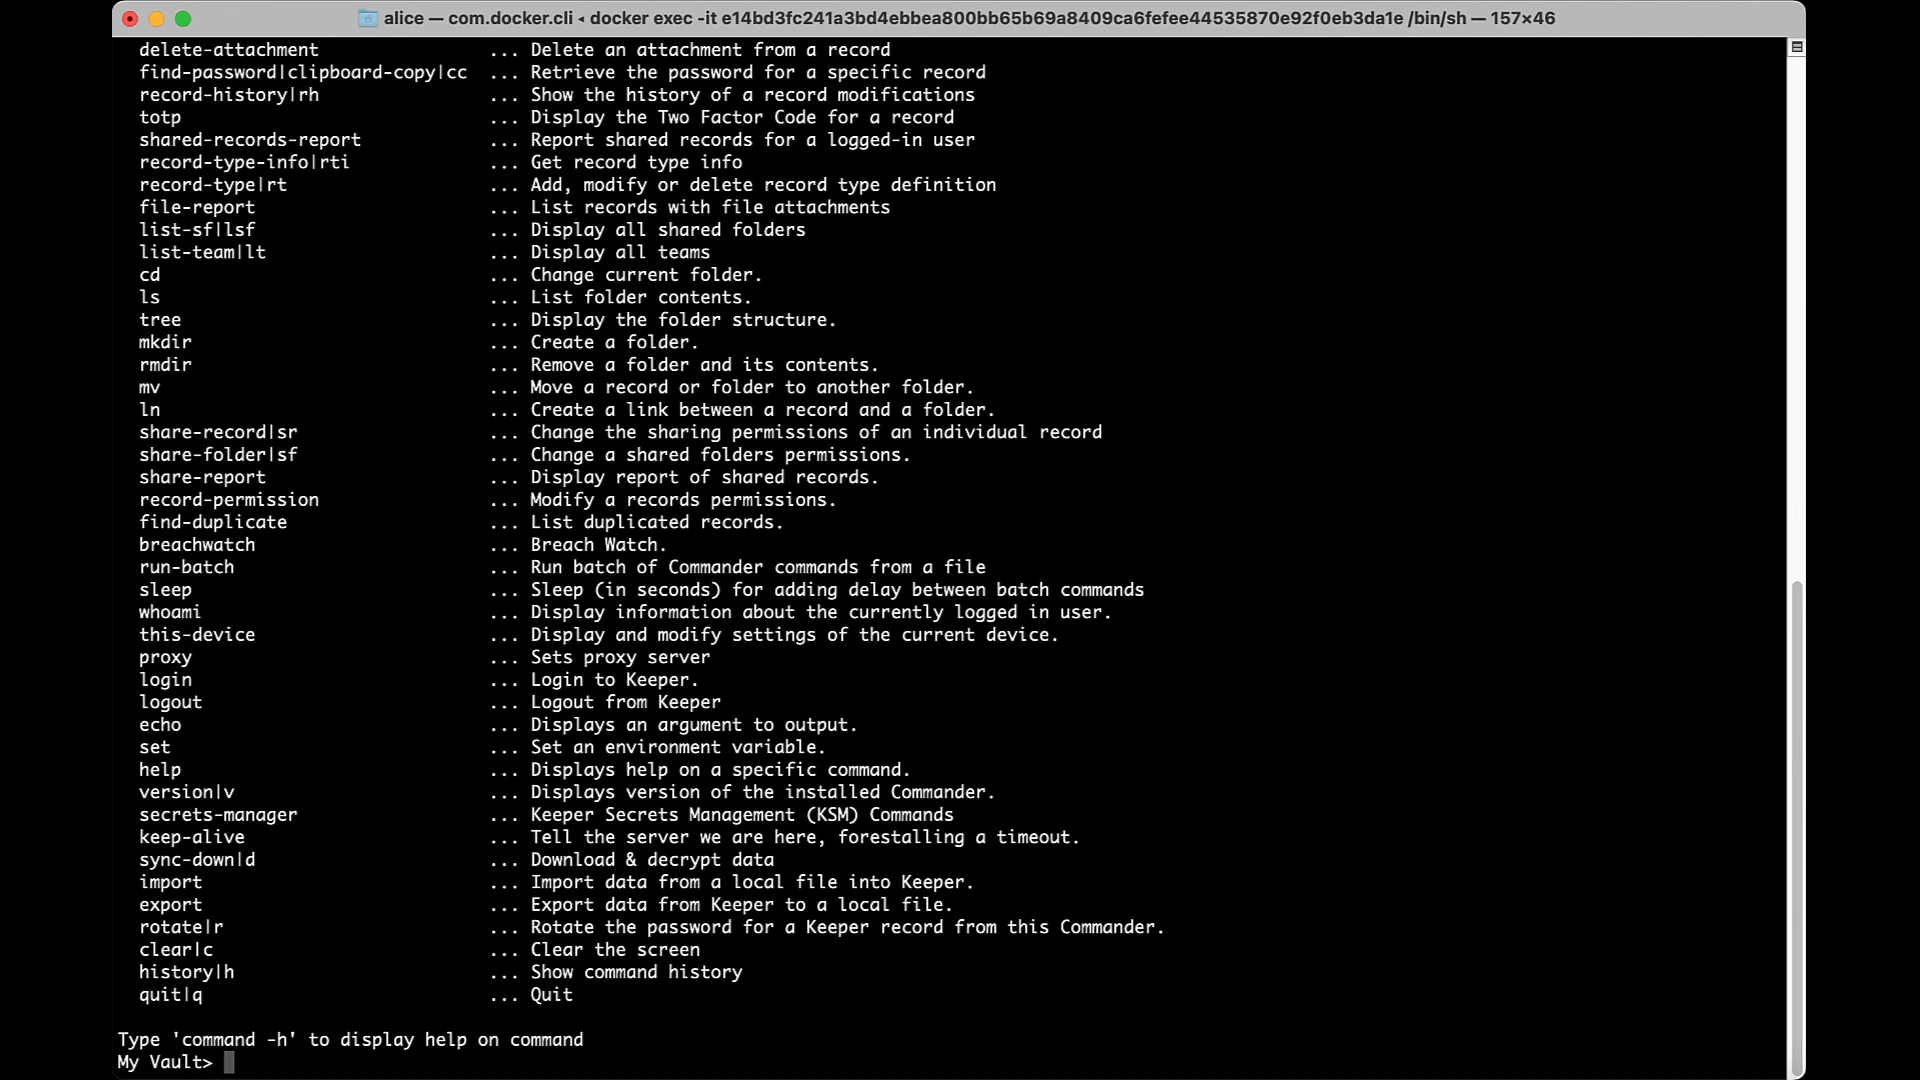 alice — com.docker.cli ◂ docker exec -it e14bd3fc241a3bd4ebbea800bb65b69a8409ca6fefee44535870e92f0eb3da1e /bin/sh — 157×46
delete-attachment ... Delete an attachment from a record
find-password|clipboard-copy|cc ... Retrieve the password for a specific record
record-history|rh ... Show the history of a record modifications
totp ... Display the Two Factor Code for a record
shared-records-report ... Report shared records for a logged-in user
record-type-info|rti ... Get record type info
record-type|rt ... Add, modify or delete record type definition
file-report ... List records with file attachments
list-sf|lsf ... Display all shared folders
list-team|lt ... Display all teams
cd ... Change current folder.
ls ... List folder contents.
tree ... Display the folder structure.
mkdir ... Create a folder.
rmdir ... Remove a folder and its contents.
mv ... Move a record or folder to another folder.
ln ... Create a link between a record and a folder.
share-record|sr ... Change the sharing permissions of an individual record
share-folder|sf ... Change a shared folders permissions.
share-report ... Display report of shared records.
record-permission ... Modify a records permissions.
find-duplicate ... List duplicated records.
breachwatch ... Breach Watch.
run-batch ... Run batch of Commander commands from a file
sleep ... Sleep (in seconds) for adding delay between batch commands
whoami ... Display information about the currently logged in user.
this-device ... Display and modify settings of the current device.
proxy ... Sets proxy server
login ... Login to Keeper.
logout ... Logout from Keeper
echo ... Displays an argument to output.
set ... Set an environment variable.
help ... Displays help on a specific command.
version|v ... Displays version of the installed Commander.
secrets-manager ... Keeper Secrets Management (KSM) Commands
keep-alive ... Tell the server we are here, forestalling a timeout.
sync-down|d ... Download & decrypt data
import ... Import data from a local file into Keeper.
export ... Export data from Keeper to a local file.
rotate|r ... Rotate the password for a Keeper record from this Commander.
clear|c ... Clear the screen
history|h ... Show command history
quit|q ... Quit
Type 'command -h' to display help on command
My Vault>